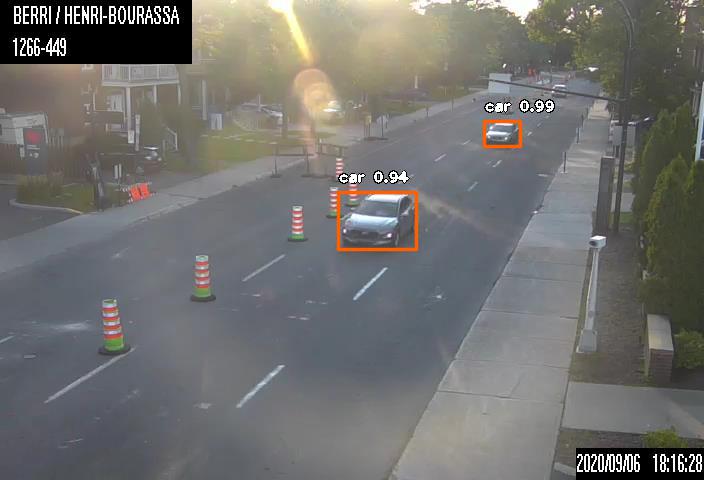 BERRI / HENRI-BOURASSA
1266-449
car 0.99
car 0.94
2020/09/06 18:16:28